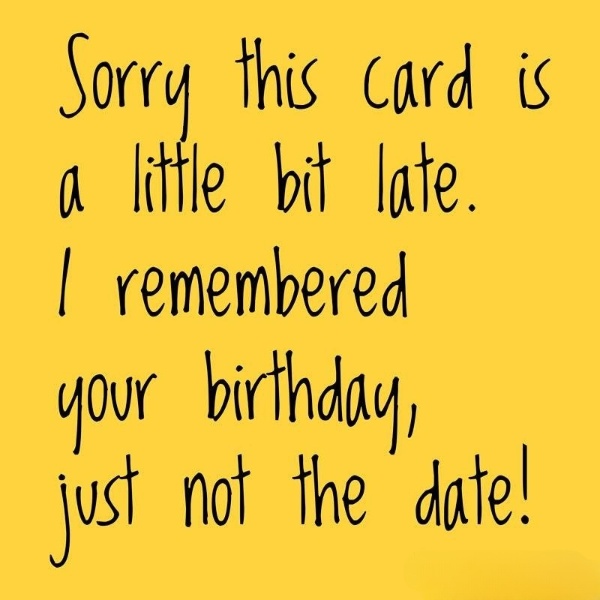 Sorry this card is
a little bit late.
I remembered
your birthday,
just not the date!